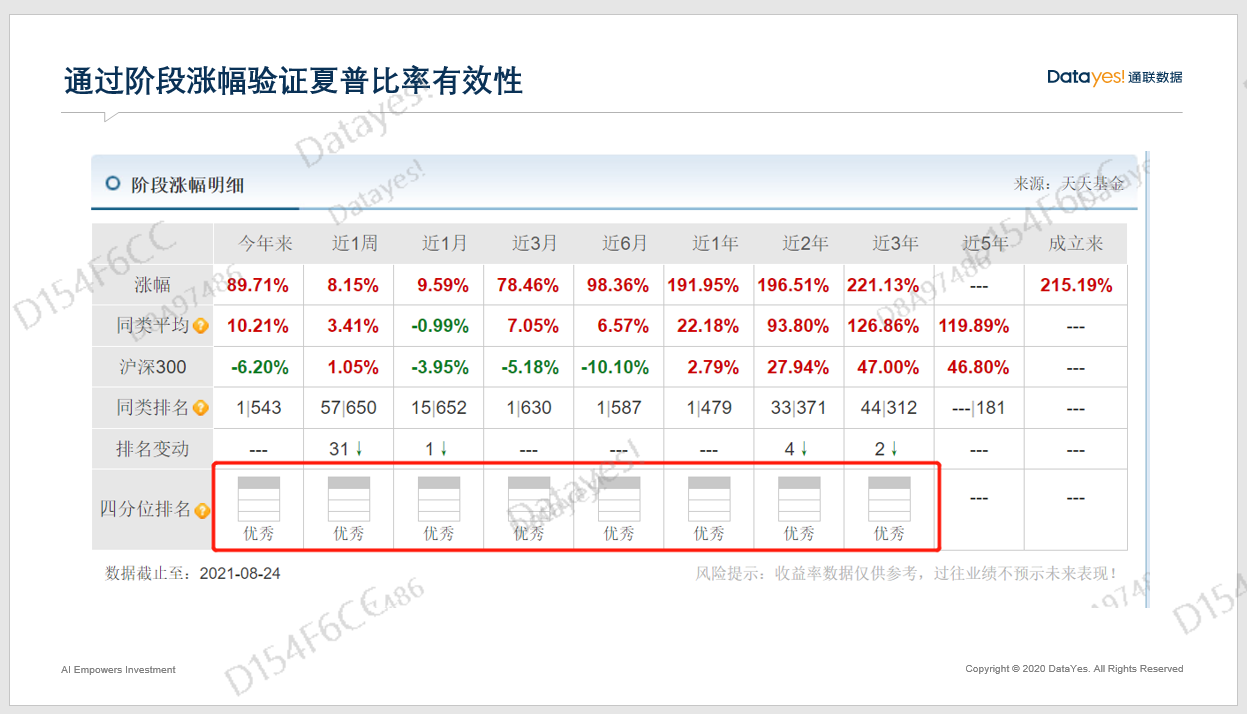 通过阶段涨幅验证夏普比率有效性
Datayes! 通联数据
阶段涨幅明细
来源：天天基金
今年来 近1周 近1月 近3月 近6月 近1年 近2年 近3年 近5年 成立来
涨幅 89.71% 8.15% 9.59% 78.46% 98.36% 191.95% 196.51% 221.13% --- 215.19%
同类平均 10.21% 3.41% -0.99% 7.05% 6.57% 22.18% 93.80% 126.86% 119.89% ---
沪深300 -6.20% 1.05% -3.95% -5.18% -10.10% 2.79% 27.94% 47.00% 46.80% ---
同类排名 1|543 57|650 15|652 1|630 1|587 1|479 33|371 44|312 ---|181 ---
排名变动 --- 31↓ 1↓ --- --- --- 4↓ 2↓ --- ---
四分位排名 优秀 优秀 优秀 优秀 优秀 优秀 优秀 优秀 --- ---
数据截止至：2021-08-24
风险提示：收益率数据仅供参考，过往业绩不预示未来表现！
AI Empowers Investment
Copyright © 2020 DataYes. All Rights Reserved
Datayes!
Datayes!
D154F6CC
D8A97486
D154F6CC
D8A97486
Datayes!
Datayes!
D154F6CC